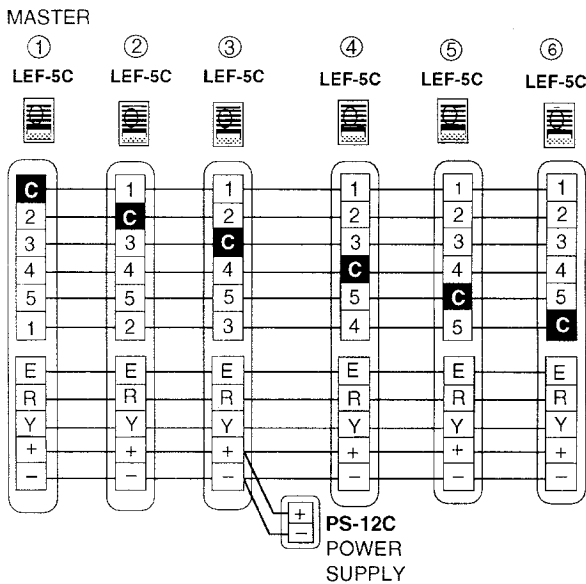 MASTER
① ② ③ ④ ⑤ ⑥
LEF-5C LEF-5C LEF-5C LEF-5C LEF-5C LEF-5C
C 1 1 1 1 1
2 C 2 2 2 2
3 3 C 3 3 3
4 4 4 C 4 4
5 5 5 5 C 5
1 2 3 4 5 C
E E E E E E
R R R R R R
Y Y Y Y Y Y
+ + + + + +
− − − − − −
+ PS-12C
− POWER
SUPPLY